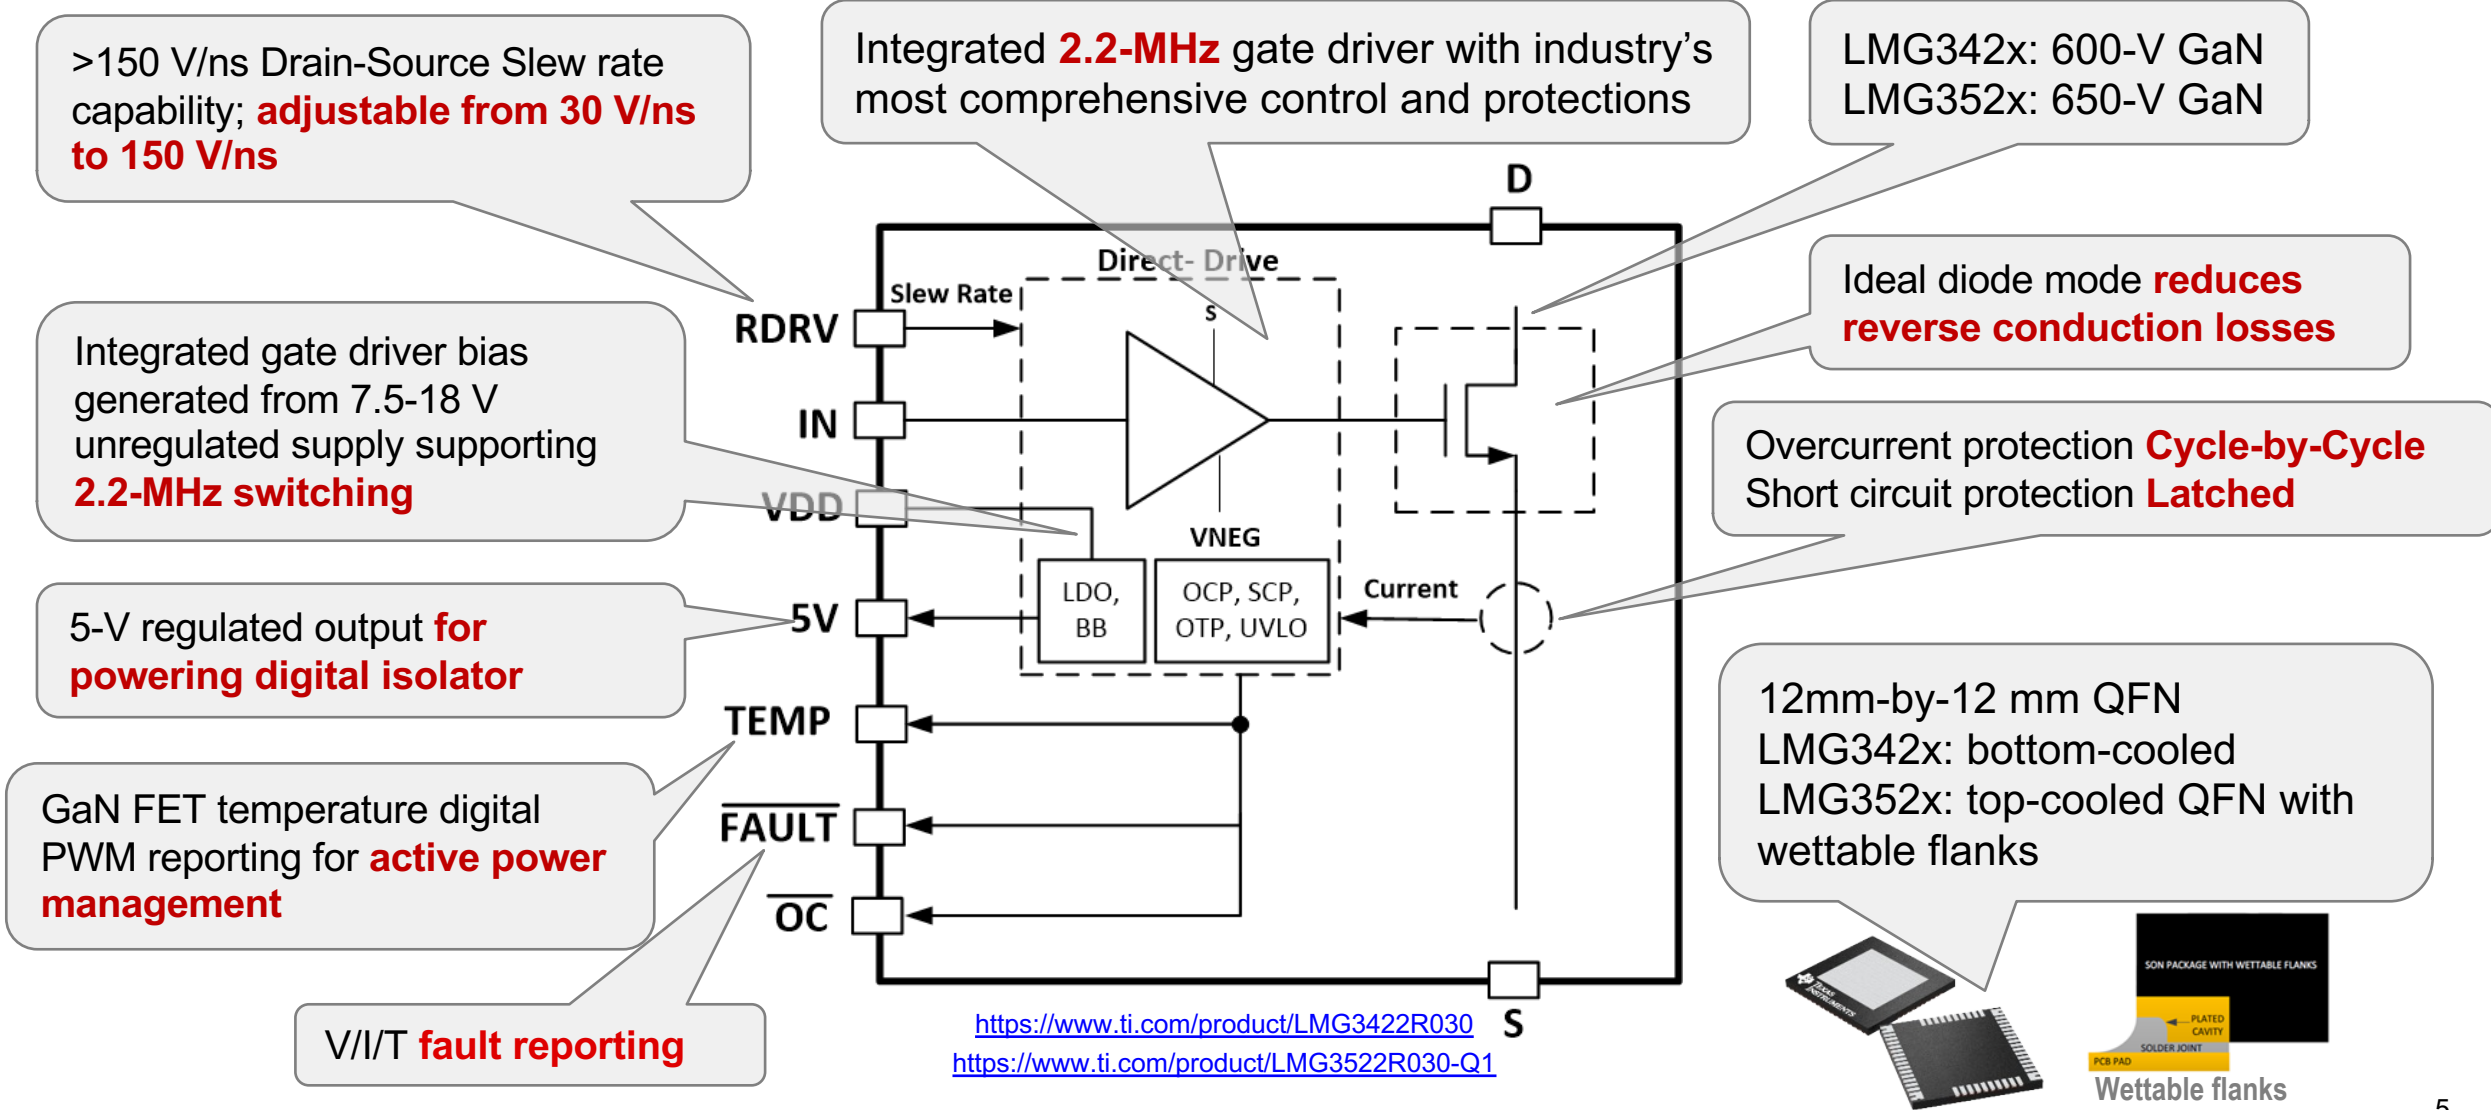 >150 V/ns Drain-Source Slew rate
capability; adjustable from 30 V/ns
to 150 V/ns
Integrated 2.2-MHz gate driver with industry’s
most comprehensive control and protections
LMG342x: 600-V GaN
LMG352x: 650-V GaN
Integrated gate driver bias
generated from 7.5-18 V
unregulated supply supporting
2.2-MHz switching
Ideal diode mode reduces
reverse conduction losses
Overcurrent protection Cycle-by-Cycle
Short circuit protection Latched
5-V regulated output for
powering digital isolator
GaN FET temperature digital
PWM reporting for active power
management
V/I/T fault reporting
12mm-by-12 mm QFN
LMG342x: bottom-cooled
LMG352x: top-cooled QFN with
wettable flanks
D
Direct- Drive
Slew Rate
RDRV
S
IN
VDD
VNEG
LDO,
BB
OCP, SCP,
OTP, UVLO
Current
5V
TEMP
FAULT
OC
S
https://www.ti.com/product/LMG3422R030
https://www.ti.com/product/LMG3522R030-Q1
TEXAS
INSTRUMENTS
SON PACKAGE WITH WETTABLE FLANKS
PLATED
CAVITY
SOLDER JOINT
PCB PAD
Wettable flanks
5